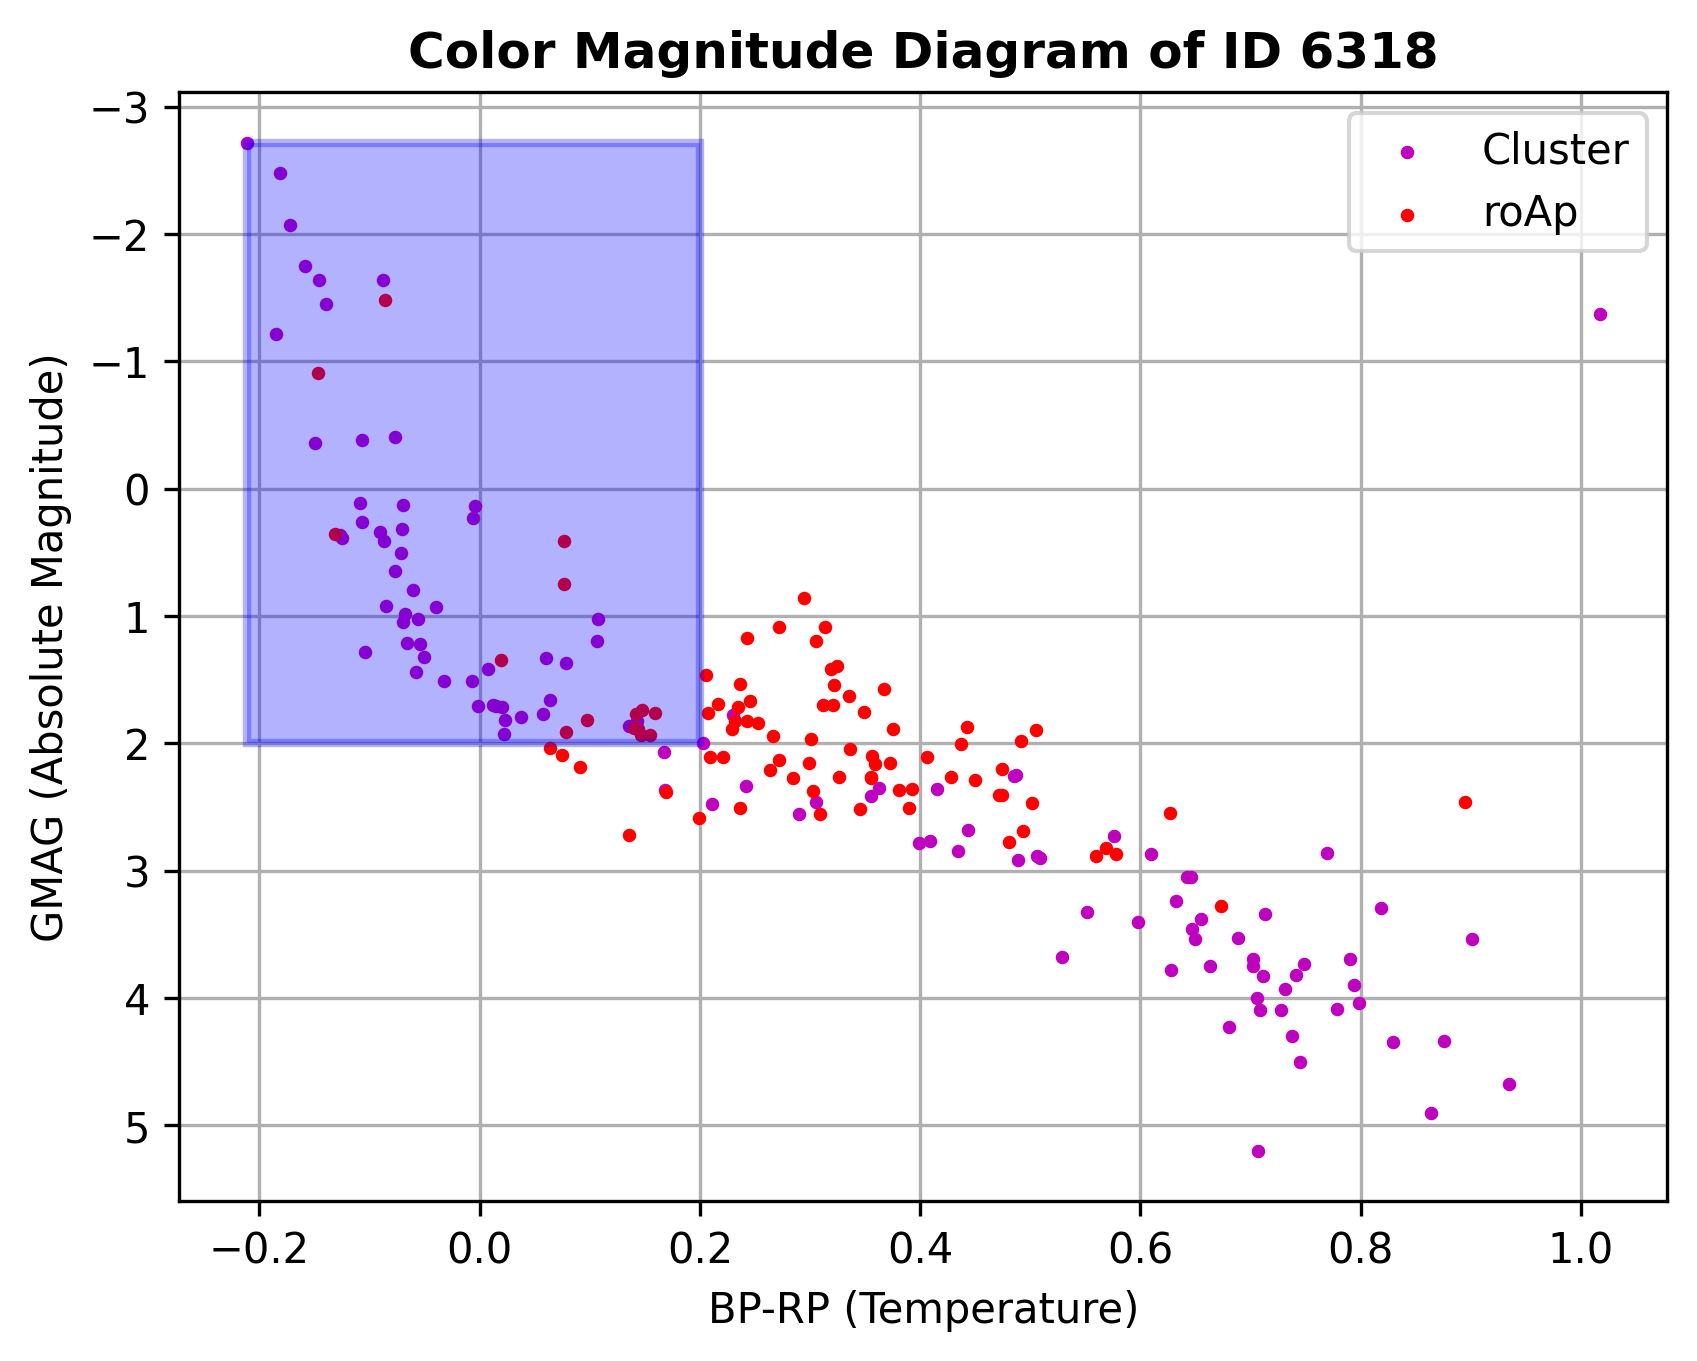 Color Magnitude Diagram of ID 6318
Cluster
roAp
GMAG (Absolute Magnitude)
−3
−2
−1
0
1
2
3
4
5
−0.2 0.0 0.2 0.4 0.6 0.8 1.0
BP-RP (Temperature)